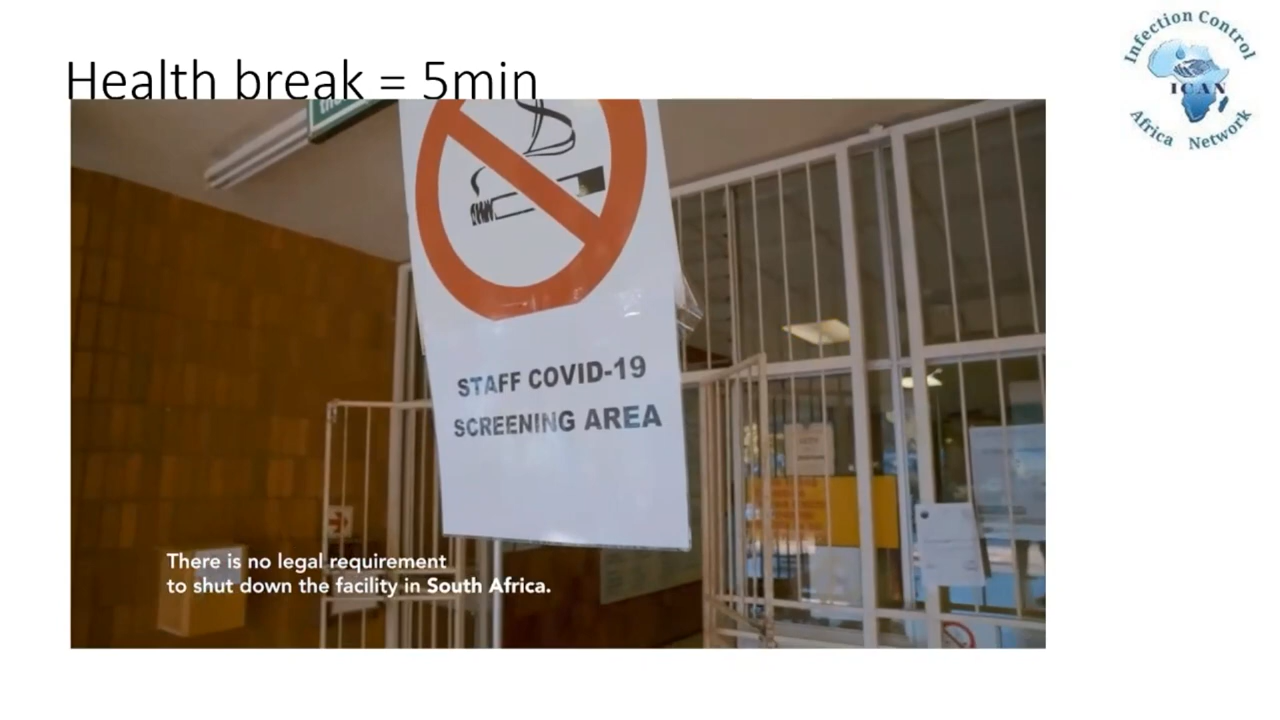 Health break = 5min
Infection Control
ICAN
Africa Network
STAFF COVID-19
SCREENING AREA
There is no legal requirement
to shut down the facility in South Africa.